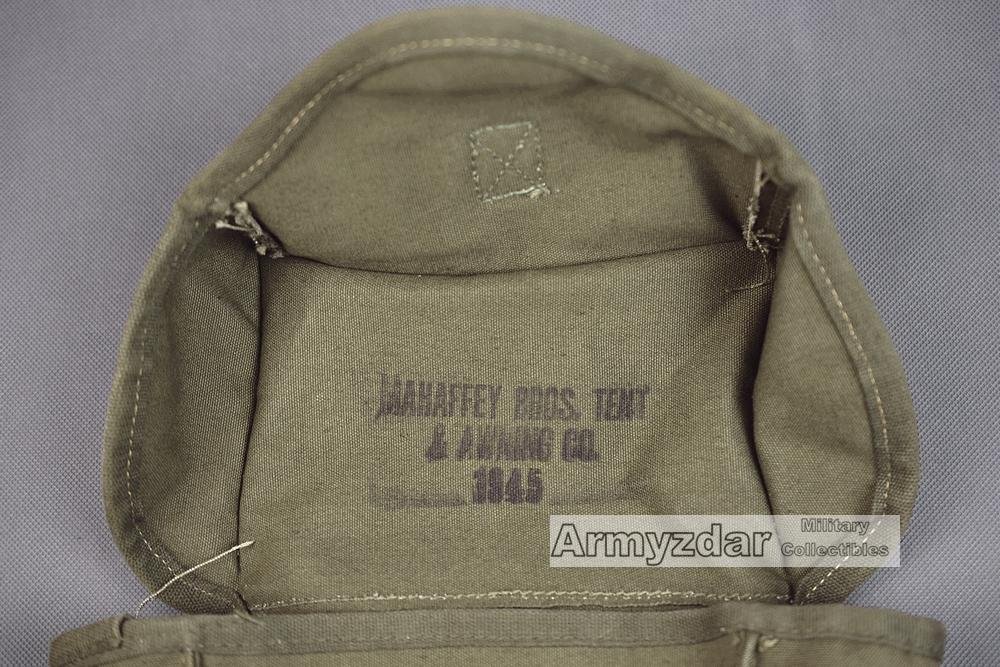 MAHAFFEY BROS. TENT
& AWNING CO.
1945
Armyzdar Military
Collectibles